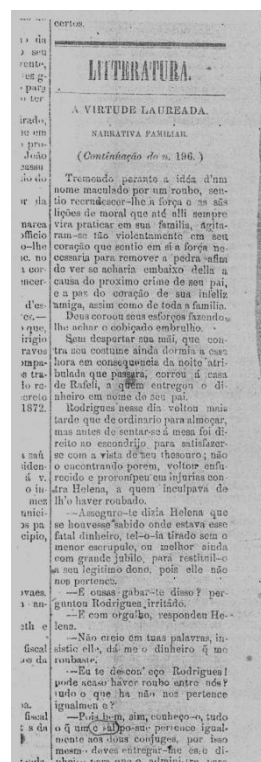 certos.
LITTERATURA.
A VIRTUDE LAUREADA.
NARRATIVA FAMILIAR.
(Continuação do n. 196.)
Tremendo perante a idéa d'um
nome maculado por um roubo, sen-
tio recrudescer-lhe a força e as sãs
lições de moral que até alli sempre
vira praticar em sua familia, agita-
ram-se tão violentamente em seu
coração que sentio em si a força ne-
cessaria para remover a pedra afim
de ver se acharia embaixo della a
causa do proximo crime de seu pai,
e a paz do coração de sua infeliz
amiga, assim como de toda a familia.
Deus coroou seus esforços fazendo
lhe achar o cobiçado embrulho.
Sem despertar sua mãi, que con-
tra seu costume ainda dormia a essa
hora em consequencia da noite atri-
bulada que passara, correu á casa
de Rafeli, a quem entregou o di-
nheiro em nome de seu pai.
Rodrigues nesse dia voltou mais
tarde que de ordinario para almoçar,
mas antes de sentar-se á mesa foi di-
reito ao escondrijo para satisfazer-
se com a vista de seu thesouro; não
o encontrando porem, voltou enfu-
recido e prorompeu em injurias con-
tra Helena, a quem inculpava de
lh'o haver roubado.
—Asseguro-te dizia Helena que
se houvesse sabido onde estava esse
fatal dinheiro, tel-o-ia tirado sem o
menor escrupulo, ou melhor ainda
com grande jubilo, para restituil-o
a seu legitimo dono, pois elle não
nos pertence.
—E ousas gabar-te disso? per-
guntou Rodrigues irritado.
—E com orgulho, respondeu He-
lena.
—Não creio em tuas palavras, in-
sistic elle, dá-me o dinheiro q̃ me
roubaste.
—Eu te desconheço Rodrigues!
pode acaso haver roubo entre nós?
tudo o que ha não nos pertence
igualmente?
—Pois bem, sim, conheço-o, tudo
o q̃ um
pertence igual-
mente aos dous conjuges, por isso
mesmo deves entregar-me esse di-